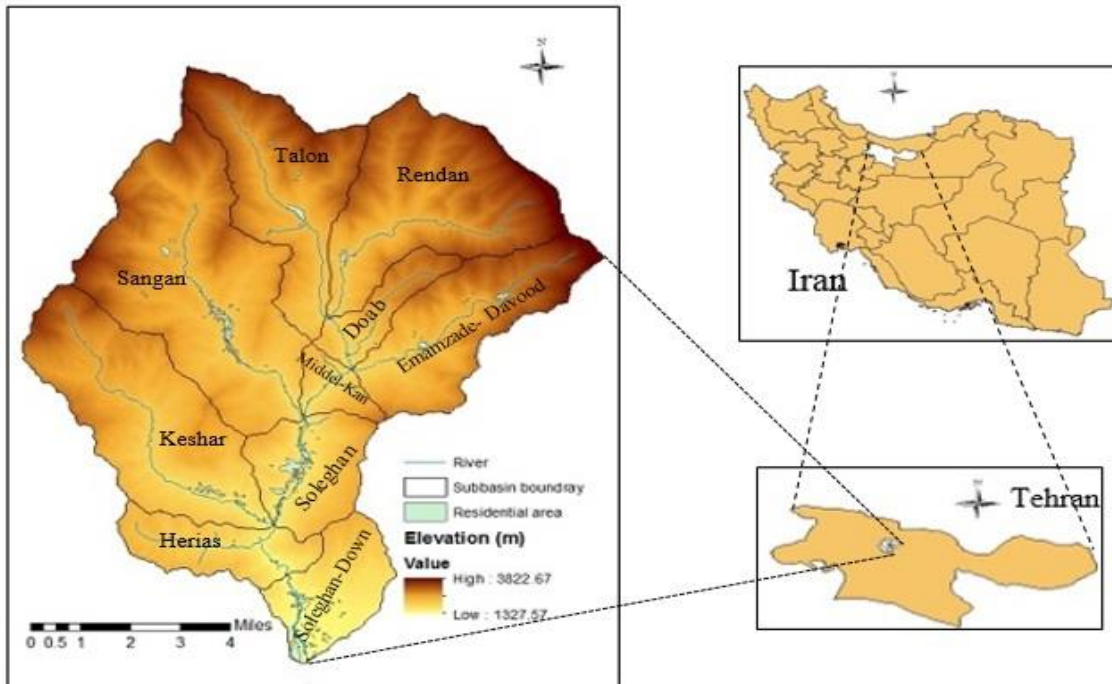 N
Talon
Rendan
Sangan
Doab
Emamzade- Davood
Middel-Kan
Keshar
Soleghan
Herias
Soleghan-Down
River
Subbasin boundray
Residential area
Elevation (m)
Value
High : 3822.67
Low : 1327.57
Miles
0 0.5 1 2 3 4
Iran
Tehran